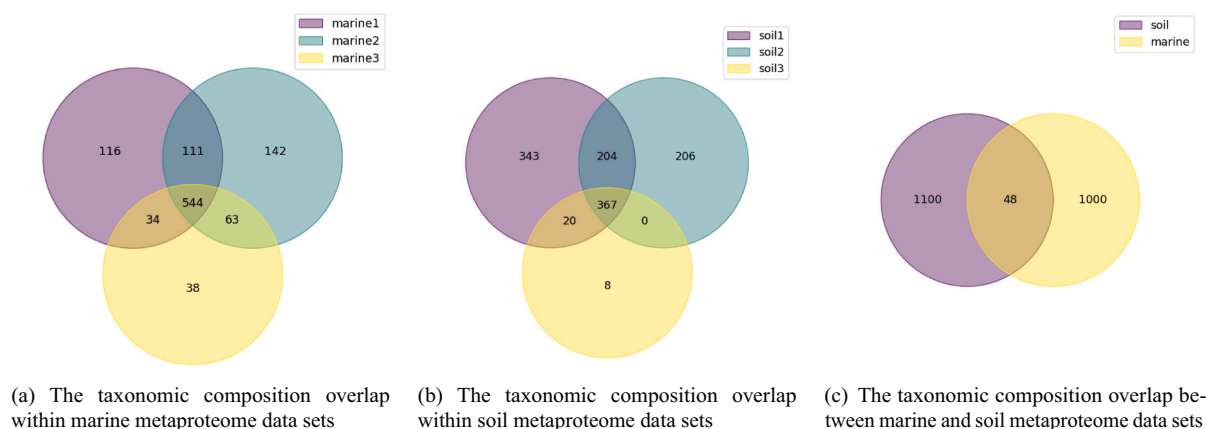 marine1
marine2
marine3
116
111
142
544
34
63
38
soil1
soil2
soil3
343
204
206
367
20
0
8
soil
marine
1100
48
1000
(a) The taxonomic composition overlap
within marine metaproteome data sets
(b) The taxonomic composition overlap
within soil metaproteome data sets
(c) The taxonomic composition overlap be-
tween marine and soil metaproteome data sets